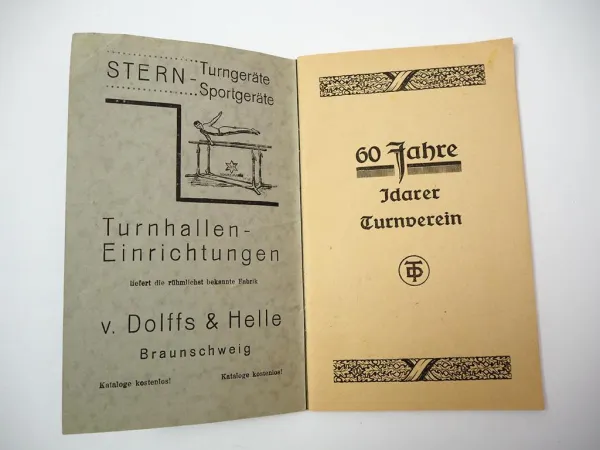 STERN- Turngeräte
Sportgeräte
Turnhallen-
Einrichtungen
liefert die rühmlichst bekannte Fabrik
v. Dolffs & Helle
Braunschweig
Kataloge kostenlos! Kataloge kostenlos!
60 Jahre
Idarer
Turnverein